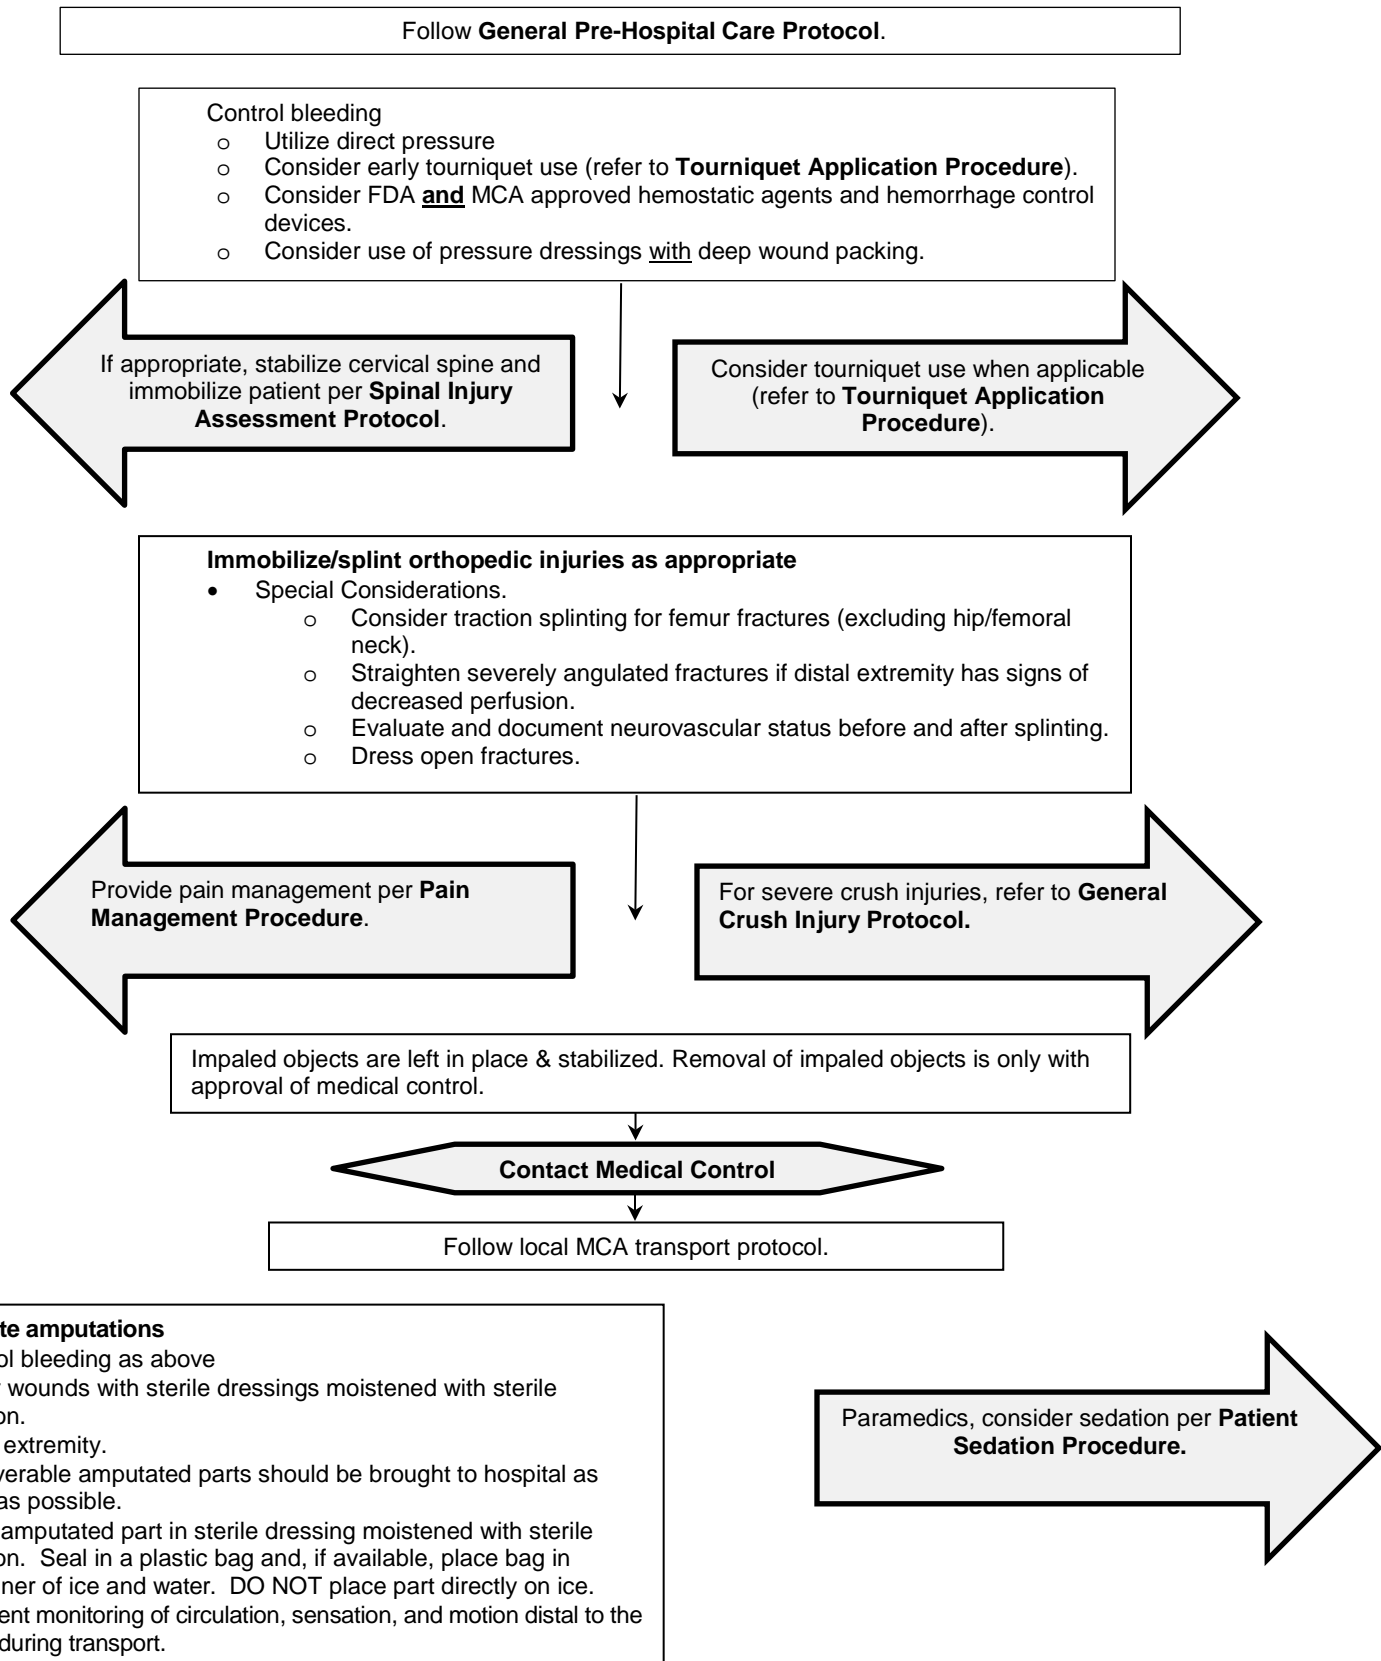 Follow General Pre-Hospital Care Protocol.
Control bleeding
o Utilize direct pressure
o Consider early tourniquet use (refer to Tourniquet Application Procedure).
o Consider FDA and MCA approved hemostatic agents and hemorrhage control
devices.
o Consider use of pressure dressings with deep wound packing.
If appropriate, stabilize cervical spine and
immobilize patient per Spinal Injury
Assessment Protocol.
Consider tourniquet use when applicable
(refer to Tourniquet Application
Procedure).
Immobilize/splint orthopedic injuries as appropriate
• Special Considerations.
o Consider traction splinting for femur fractures (excluding hip/femoral
neck).
o Straighten severely angulated fractures if distal extremity has signs of
decreased perfusion.
o Evaluate and document neurovascular status before and after splinting.
o Dress open fractures.
Provide pain management per Pain
Management Procedure.
For severe crush injuries, refer to General
Crush Injury Protocol.
Impaled objects are left in place & stabilized. Removal of impaled objects is only with
approval of medical control.
Contact Medical Control
Follow local MCA transport protocol.
te amputations
ol bleeding as above
wounds with sterile dressings moistened with sterile
on.
extremity.
verable amputated parts should be brought to hospital as
as possible.
amputated part in sterile dressing moistened with sterile
on. Seal in a plastic bag and, if available, place bag in
ner of ice and water. DO NOT place part directly on ice.
ent monitoring of circulation, sensation, and motion distal to the
during transport.
Paramedics, consider sedation per Patient
Sedation Procedure.